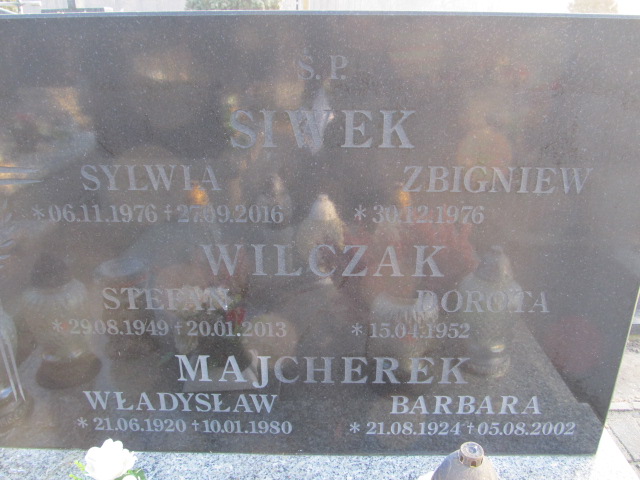 Ś.P.
SIWEK
SYLWIA ZBIGNIEW
*06.11.1976 +27.09.2016 *30.12.1976
WILCZAK
STEFAN DOROTA
*29.08.1949 +20.01.2013 *15.04.1952
MAJCHEREK
WŁADYSŁAW BARBARA
*21.06.1920 +10.01.1980 *21.08.1924 +05.08.2002